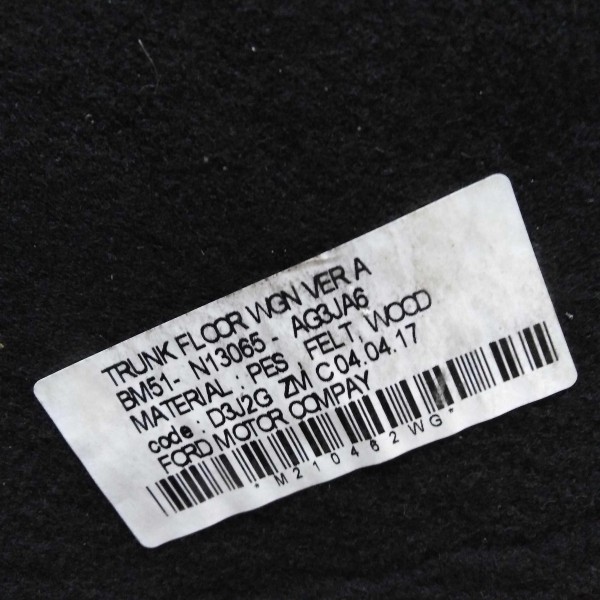 TRUNK FLOOR WGN VER A
BM51- N13065 - AG3JA6
MATERIAL : PES, FELT, WOOD
code : D3J2G ZM C 04.04.17
FORD MOTOR COMPAY
*M210462WG*